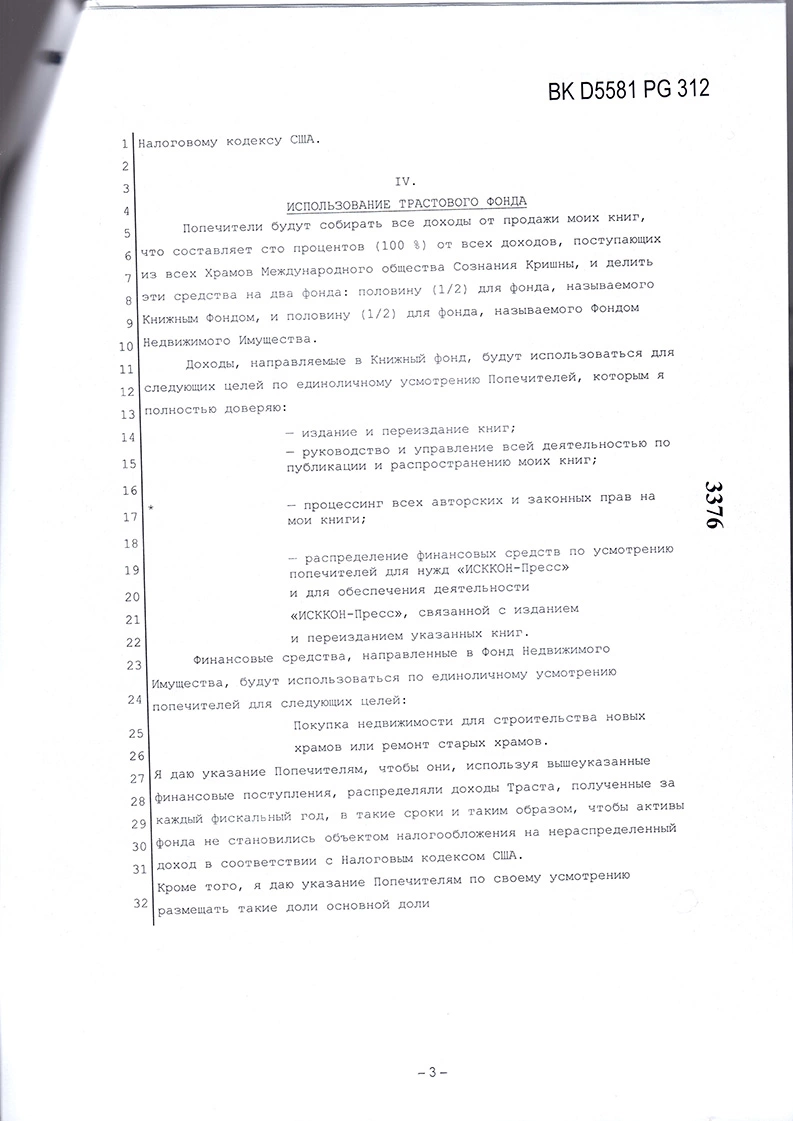 BK D5581 PG 312
1 Налоговому кодексу США.
2
3 IV.
4 ИСПОЛЬЗОВАНИЕ ТРАСТОВОГО ФОНДА
5 Попечители будут собирать все доходы от продажи моих книг,
6 что составляет сто процентов (100 %) от всех доходов, поступающих
7 из всех Храмов Международного общества Сознания Кришны, и делить
8 эти средства на два фонда: половину (1/2) для фонда, называемого
9 Книжным Фондом, и половину (1/2) для фонда, называемого Фондом
10 Недвижимого Имущества.
11 Доходы, направляемые в Книжный фонд, будут использоваться для
12 следующих целей по единоличному усмотрению Попечителей, которым я
13 полностью доверяю:
14 – издание и переиздание книг;
– руководство и управление всей деятельностью по
15 публикации и распространению моих книг;
16
* – процессинг всех авторских и законных прав на
17 мои книги;
18
– распределение финансовых средств по усмотрению
19 попечителей для нужд «ИСККОН-Пресс»
20 и для обеспечения деятельности
21 «ИСККОН-Пресс», связанной с изданием
22 и переизданием указанных книг.
23 Финансовые средства, направленные в Фонд Недвижимого
Имущества, будут использоваться по единоличному усмотрению
24 попечителей для следующих целей:
25 Покупка недвижимости для строительства новых
26 храмов или ремонт старых храмов.
27 Я даю указание Попечителям, чтобы они, используя вышеуказанные
28 финансовые поступления, распределяли доходы Траста, полученные за
29 каждый фискальный год, в такие сроки и таким образом, чтобы активы
30 фонда не становились объектом налогообложения на нераспределенный
31 доход в соответствии с Налоговым кодексом США.
Кроме того, я даю указание Попечителям по своему усмотрению
32 размещать такие доли основной доли
3376
– 3 –